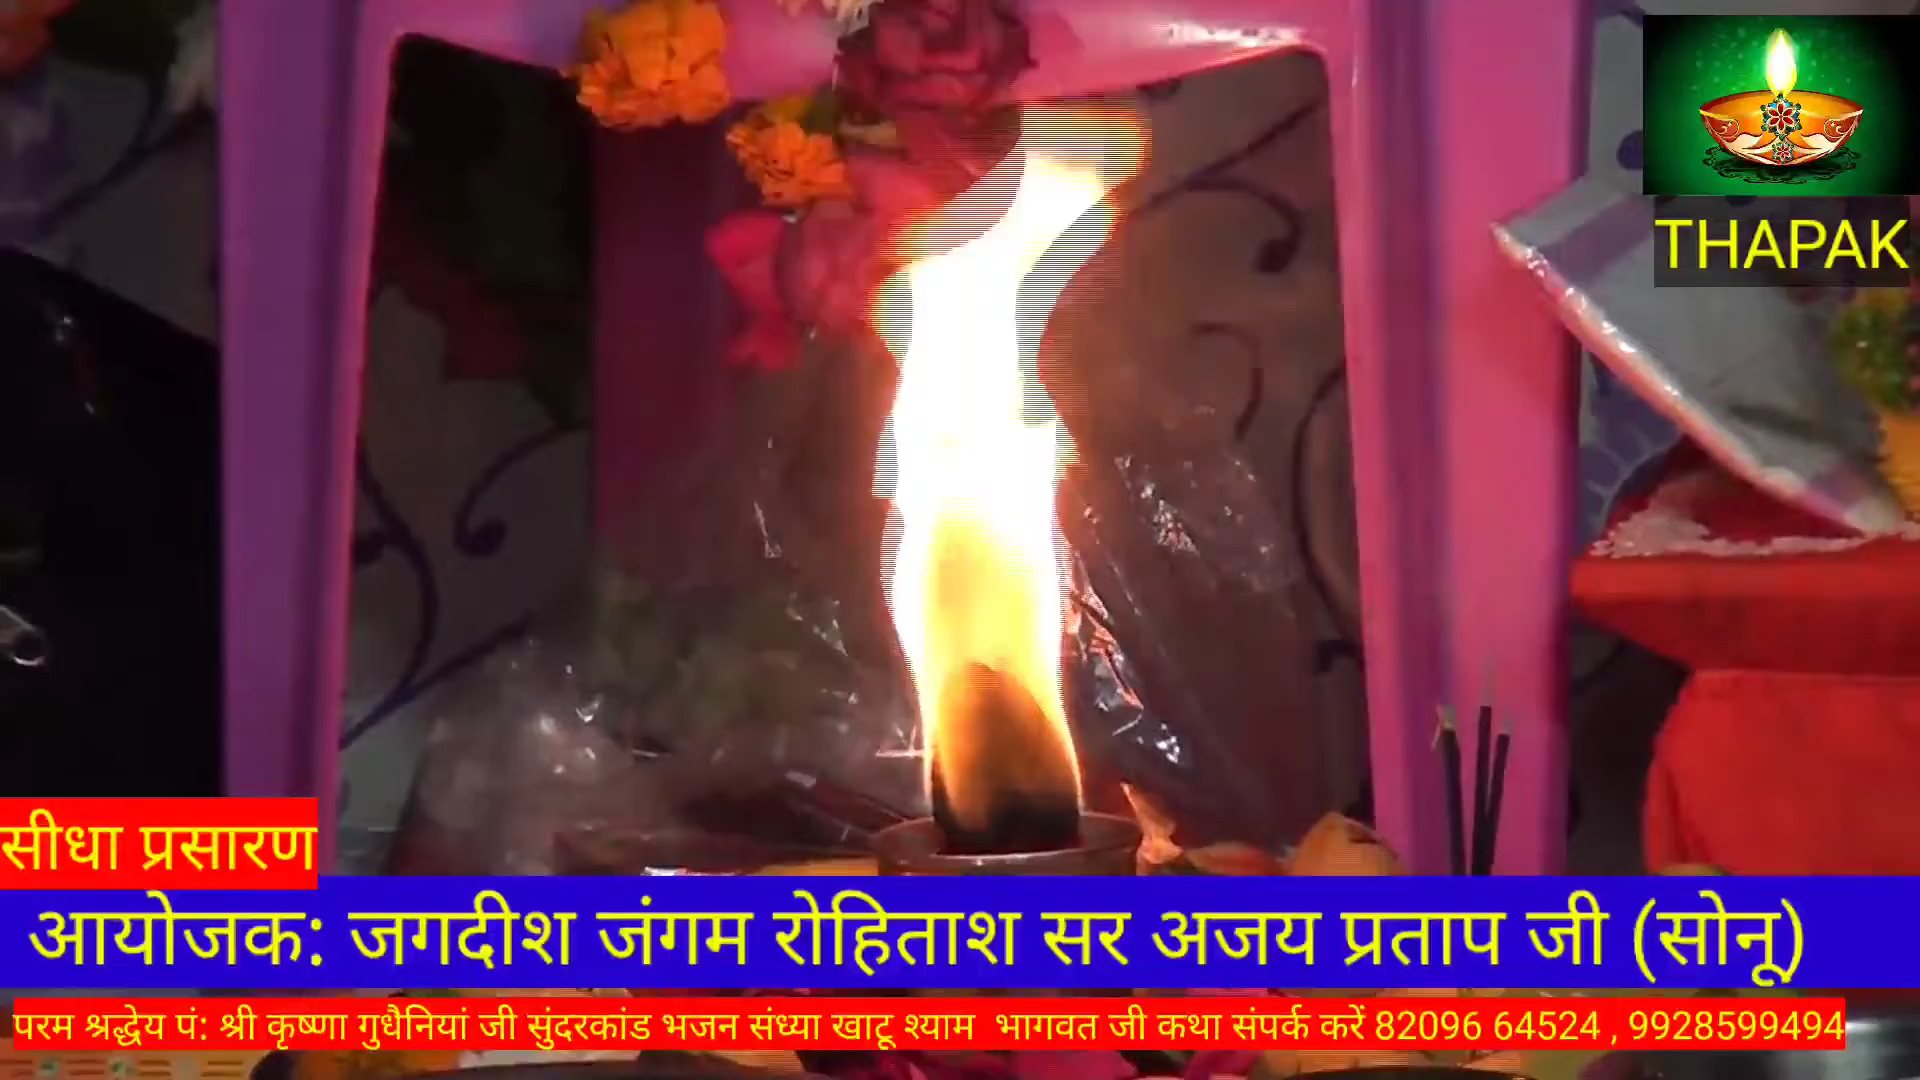 THAPAK
सीधा प्रसारण
आयोजक: जगदीश जंगम रोहिताश सर अजय प्रताप जी (सोनू)
परम श्रद्धेय पं: श्री कृष्णा गुधैनियां जी सुंदरकांड भजन संध्या खाटू श्याम भागवत जी कथा संपर्क करें 82096 64524 , 9928599494